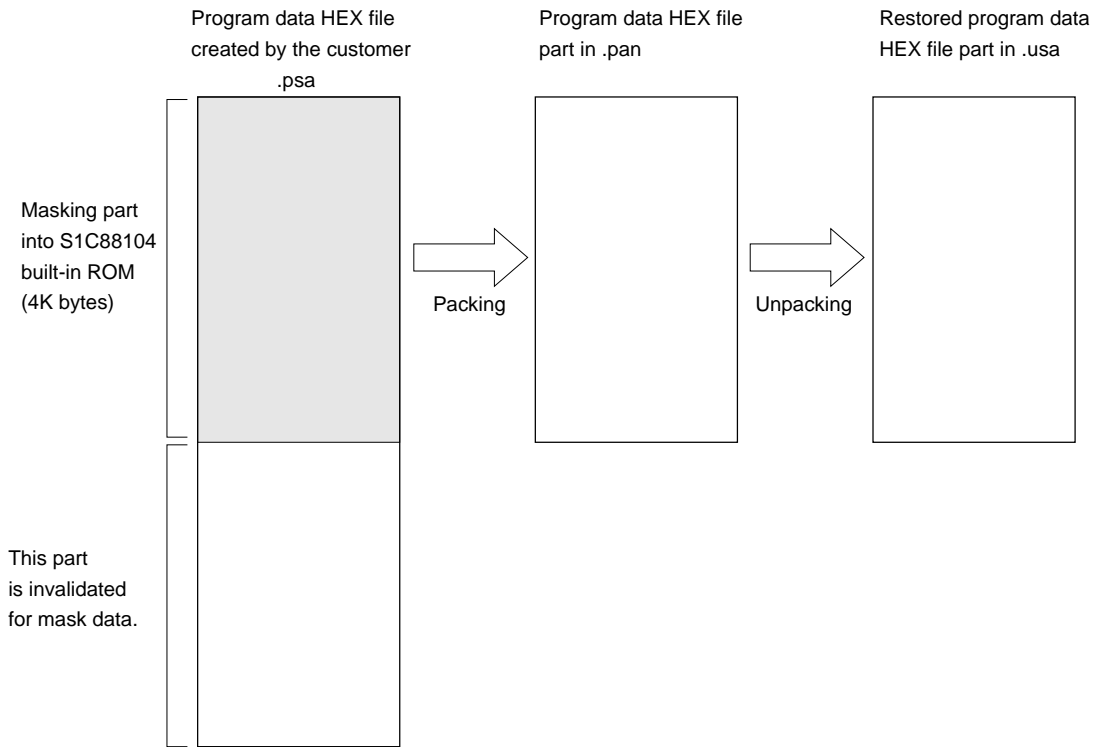 Program data HEX file
created by the customer
.psa
Program data HEX file
part in .pan
Restored program data
HEX file part in .usa
Masking part
into S1C88104
built-in ROM
(4K bytes)
Packing
Unpacking
This part
is invalidated
for mask data.